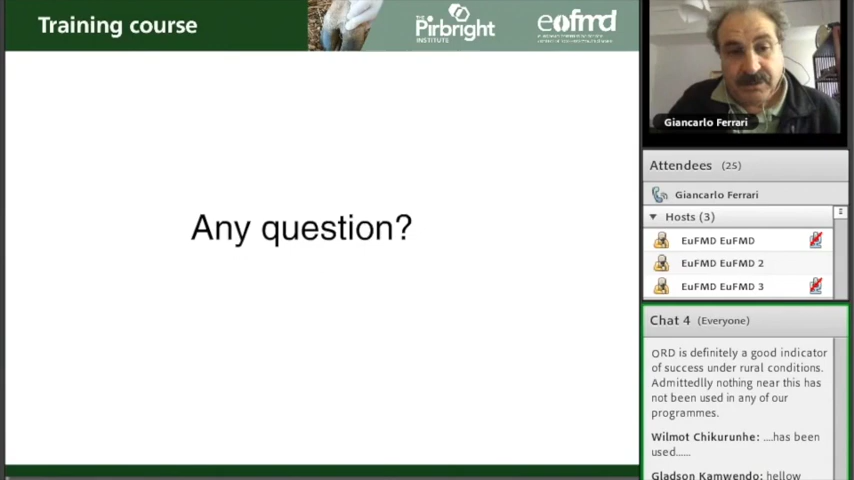 Training course
THE
Pirbright
INSTITUTE
eofmd
Any question?
Giancarlo Ferrari
Attendees (25)
Giancarlo Ferrari
Hosts (3)
EuFMD EuFMD
EuFMD EuFMD 2
EuFMD EuFMD 3
Chat 4 (Everyone)
ORD is definitely a good indicator
of success under rural conditions.
Admittedlly nothing near this has
not been used in any of our
programmes.
Wilmot Chikurunhe: ....has been
used......
Gladson Kamwendo: hellow